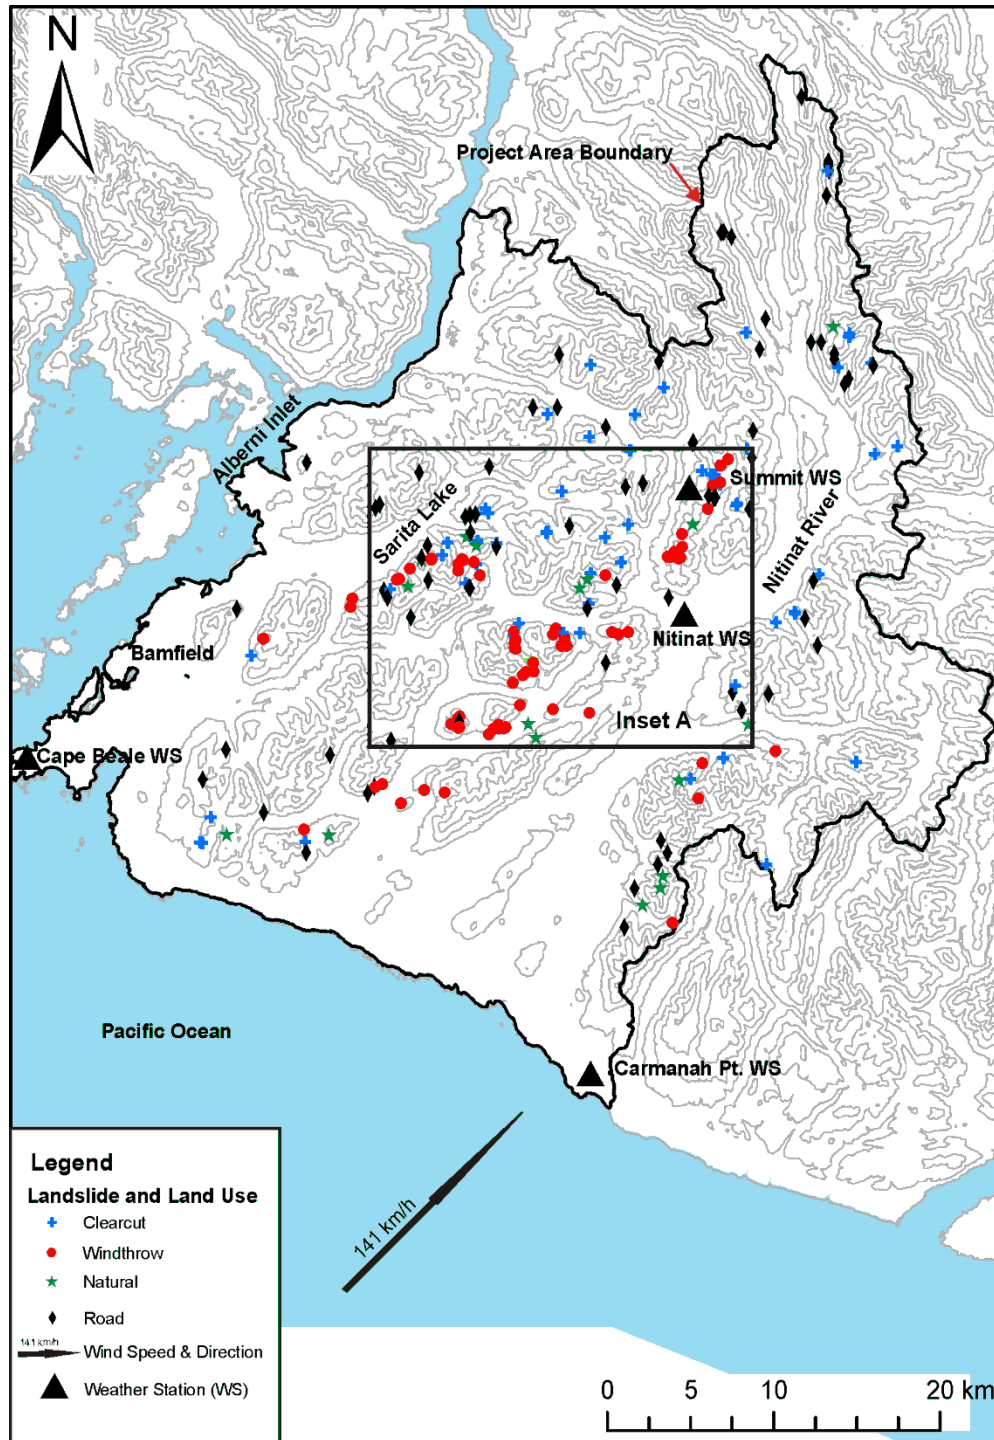 N
Project Area Boundary
Alberni Inlet
Summit WS
Sarita Lake
Nitinat River
Nitinat WS
Bamfield
Inset A
Cape Beale WS
Pacific Ocean
Carmanah Pt. WS
141 km/h
Legend
Landslide and Land Use
Clearcut
Windthrow
Natural
Road
141 km/h
Wind Speed & Direction
Weather Station (WS)
0 5 10 20 km